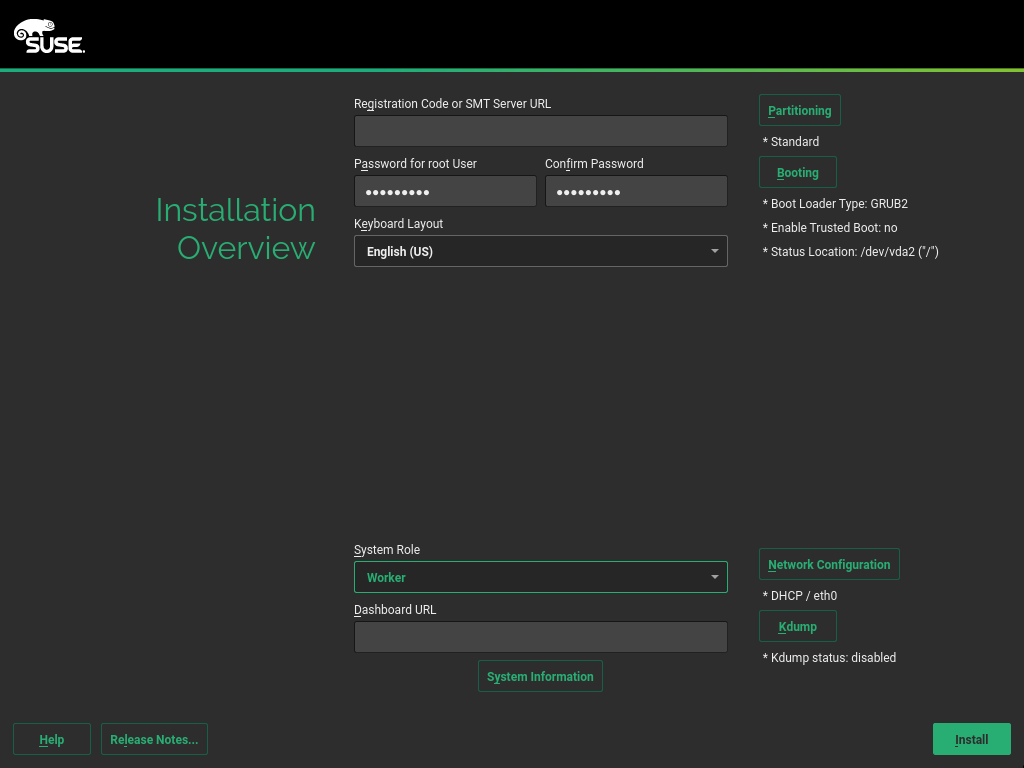 SUSE.
Installation
Overview
Registration Code or SMT Server URL
Password for root User
Confirm Password
●●●●●●●●●
●●●●●●●●●
Keyboard Layout
English (US)
Partitioning
* Standard
Booting
* Boot Loader Type: GRUB2
* Enable Trusted Boot: no
* Status Location: /dev/vda2 ("/")
System Role
Worker
Dashboard URL
System Information
Network Configuration
* DHCP / eth0
Kdump
* Kdump status: disabled
Help
Release Notes...
Install